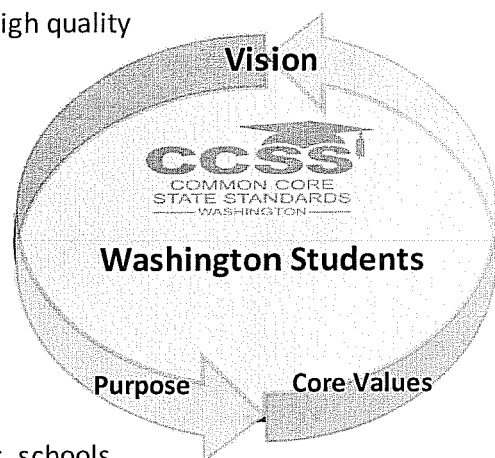 igh quality
Vision
CCSS
COMMON CORE
STATE STANDARDS
WASHINGTON
Washington Students
Purpose
Core Values
schools